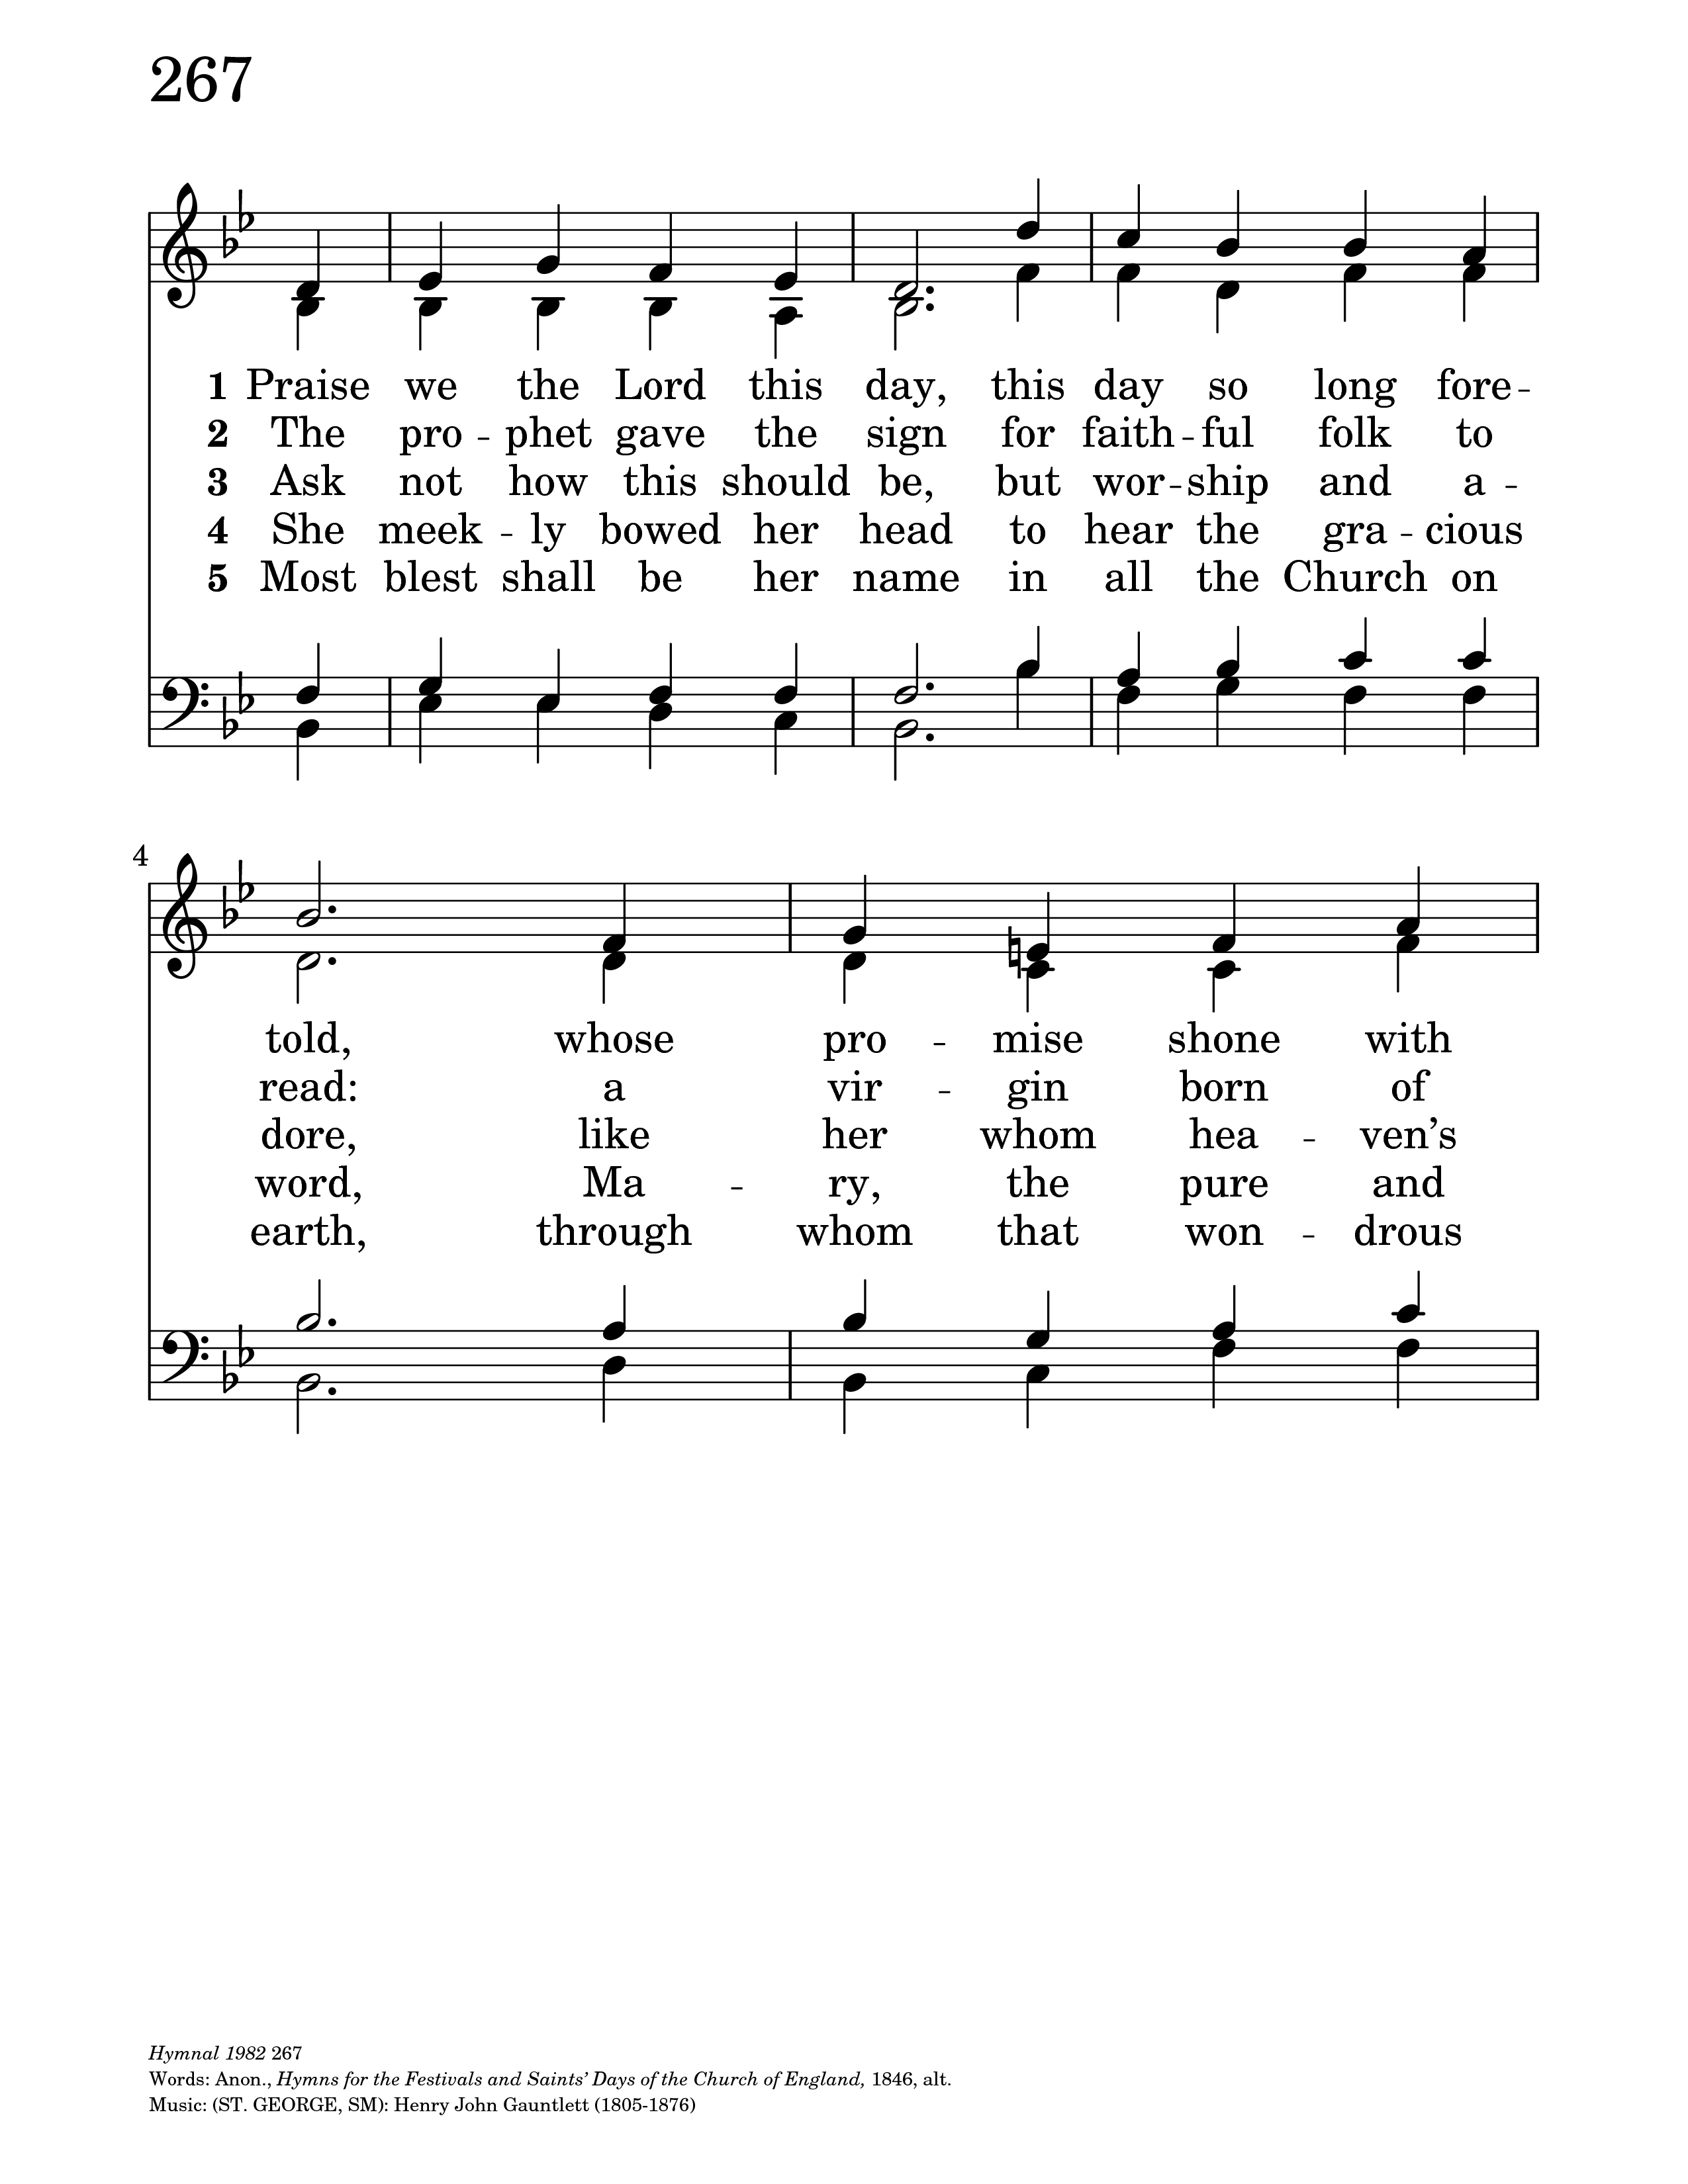 267
1 Praise we the Lord this day, this day so long fore -
2 The pro - phet gave the sign for faith - ful folk to
3 Ask not how this should be, but wor - ship and a -
4 She meek - ly bowed her head to hear the gra - cious
5 Most blest shall be her name in all the Church on
4
told, whose pro - mise shone with
read: a vir - gin born of
dore, like her whom hea - ven’s
word, Ma - ry, the pure and
earth, through whom that won - drous
Hymnal 1982 267
Words: Anon., Hymns for the Festivals and Saints’ Days of the Church of England, 1846, alt.
Music: (ST. GEORGE, SM): Henry John Gauntlett (1805-1876)